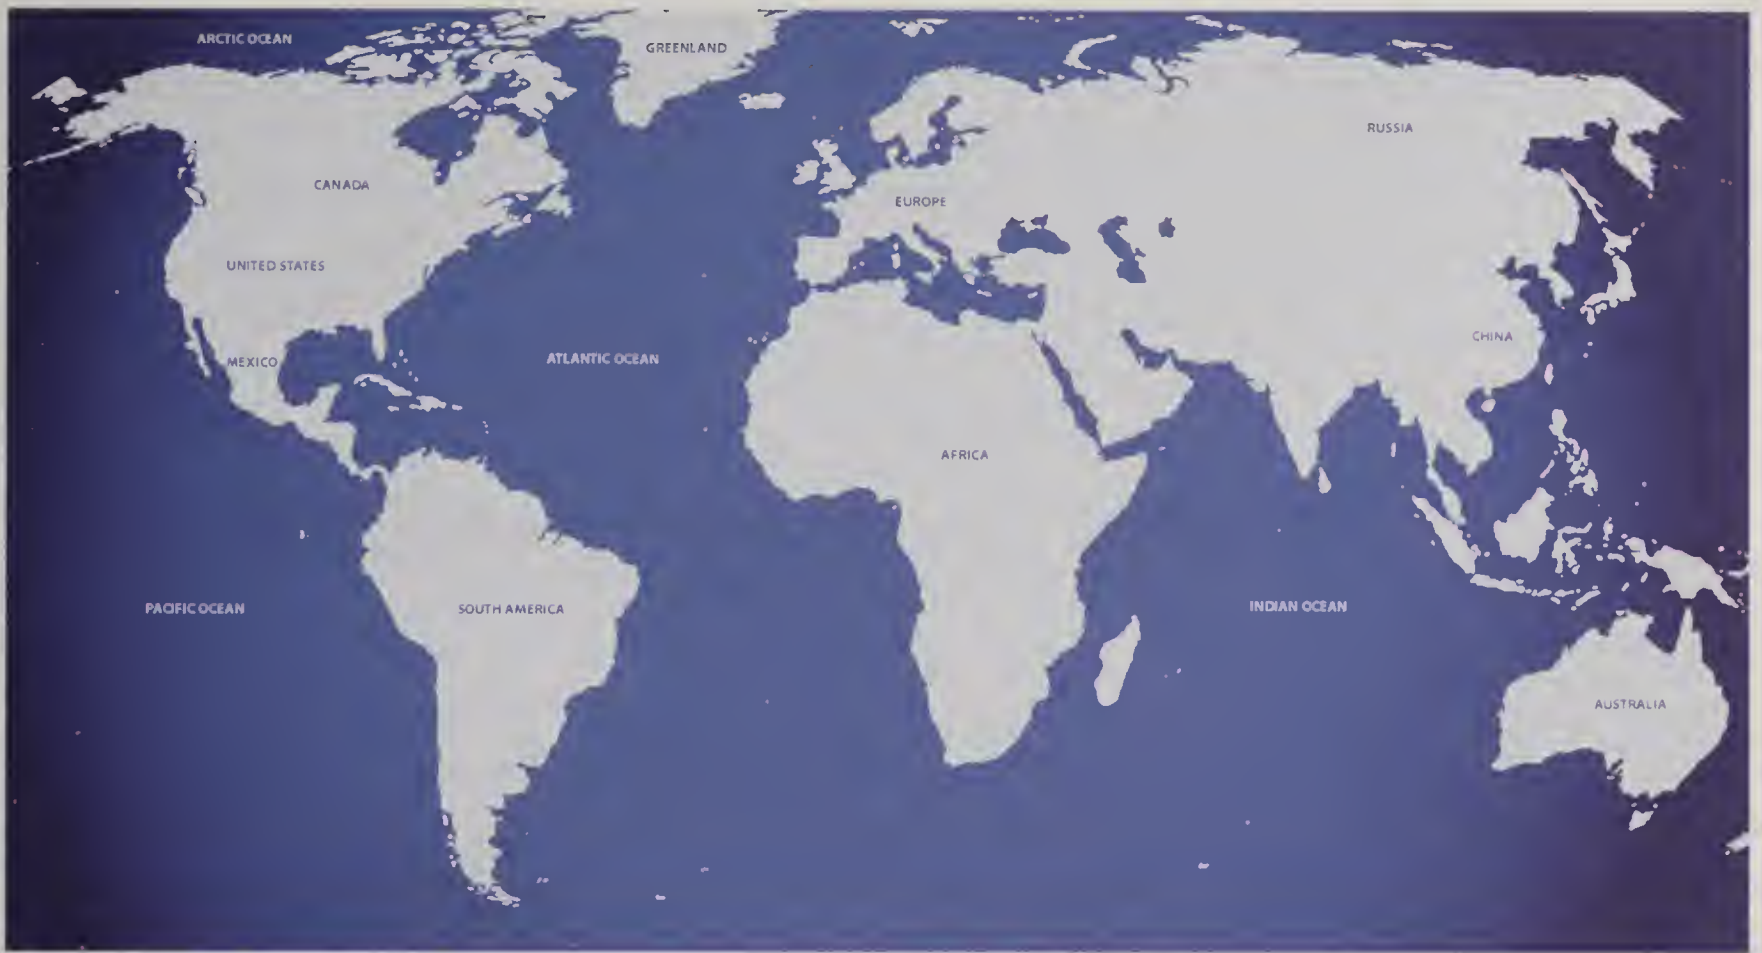 ARCTIC OCEAN
GREENLAND
RUSSIA
CANADA
EUROPE
UNITED STATES
CHINA
MEXICO
ATLANTIC OCEAN
AFRICA
PACIFIC OCEAN
SOUTH AMERICA
INDIAN OCEAN
AUSTRALIA